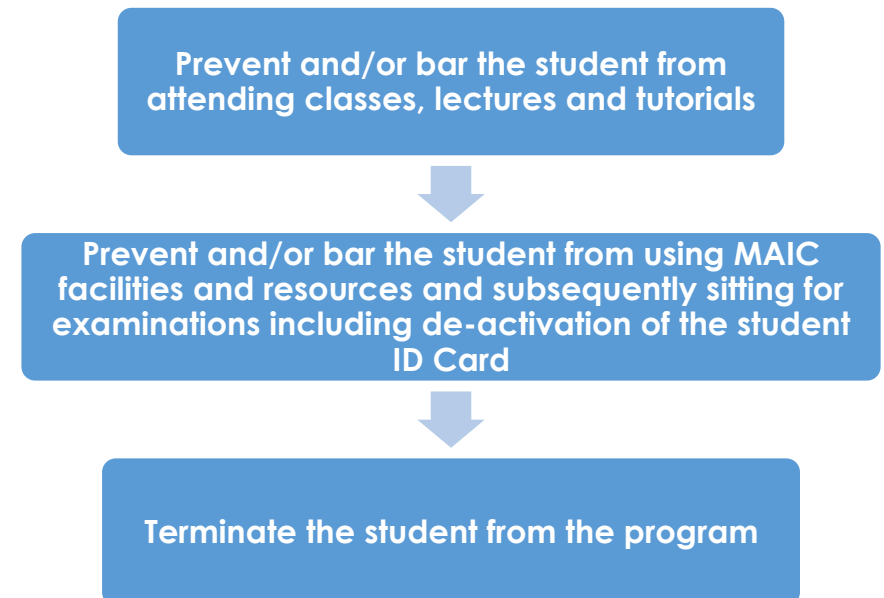 Prevent and/or bar the student from
attending classes, lectures and tutorials
Prevent and/or bar the student from using MAIC
facilities and resources and subsequently sitting for
examinations including de-activation of the student
ID Card
Terminate the student from the program